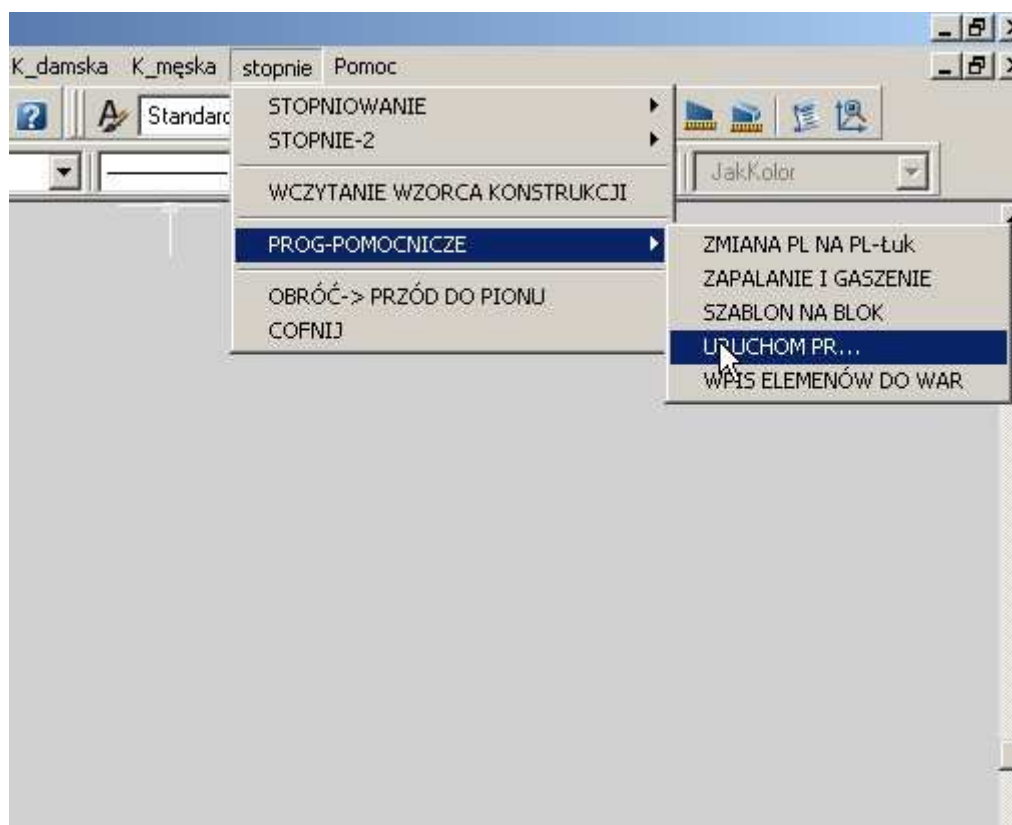 K_damska K_męska stopnie Pomoc
Standard
STOPNIOWANIE
STOPNIE-2
JakKolor
WCZYTANIE WZORCA KONSTRUKCJI
PROG-POMOCNICZE
ZMIANA PL NA PL-Łuk
ZAPALANIE I GASZENIE
OBRÓĆ-> PRZÓD DO PIONU
SZABLON NA BLOK
COFNIJ
URUCHOM PR...
WPIS ELEMENÓW DO WAR